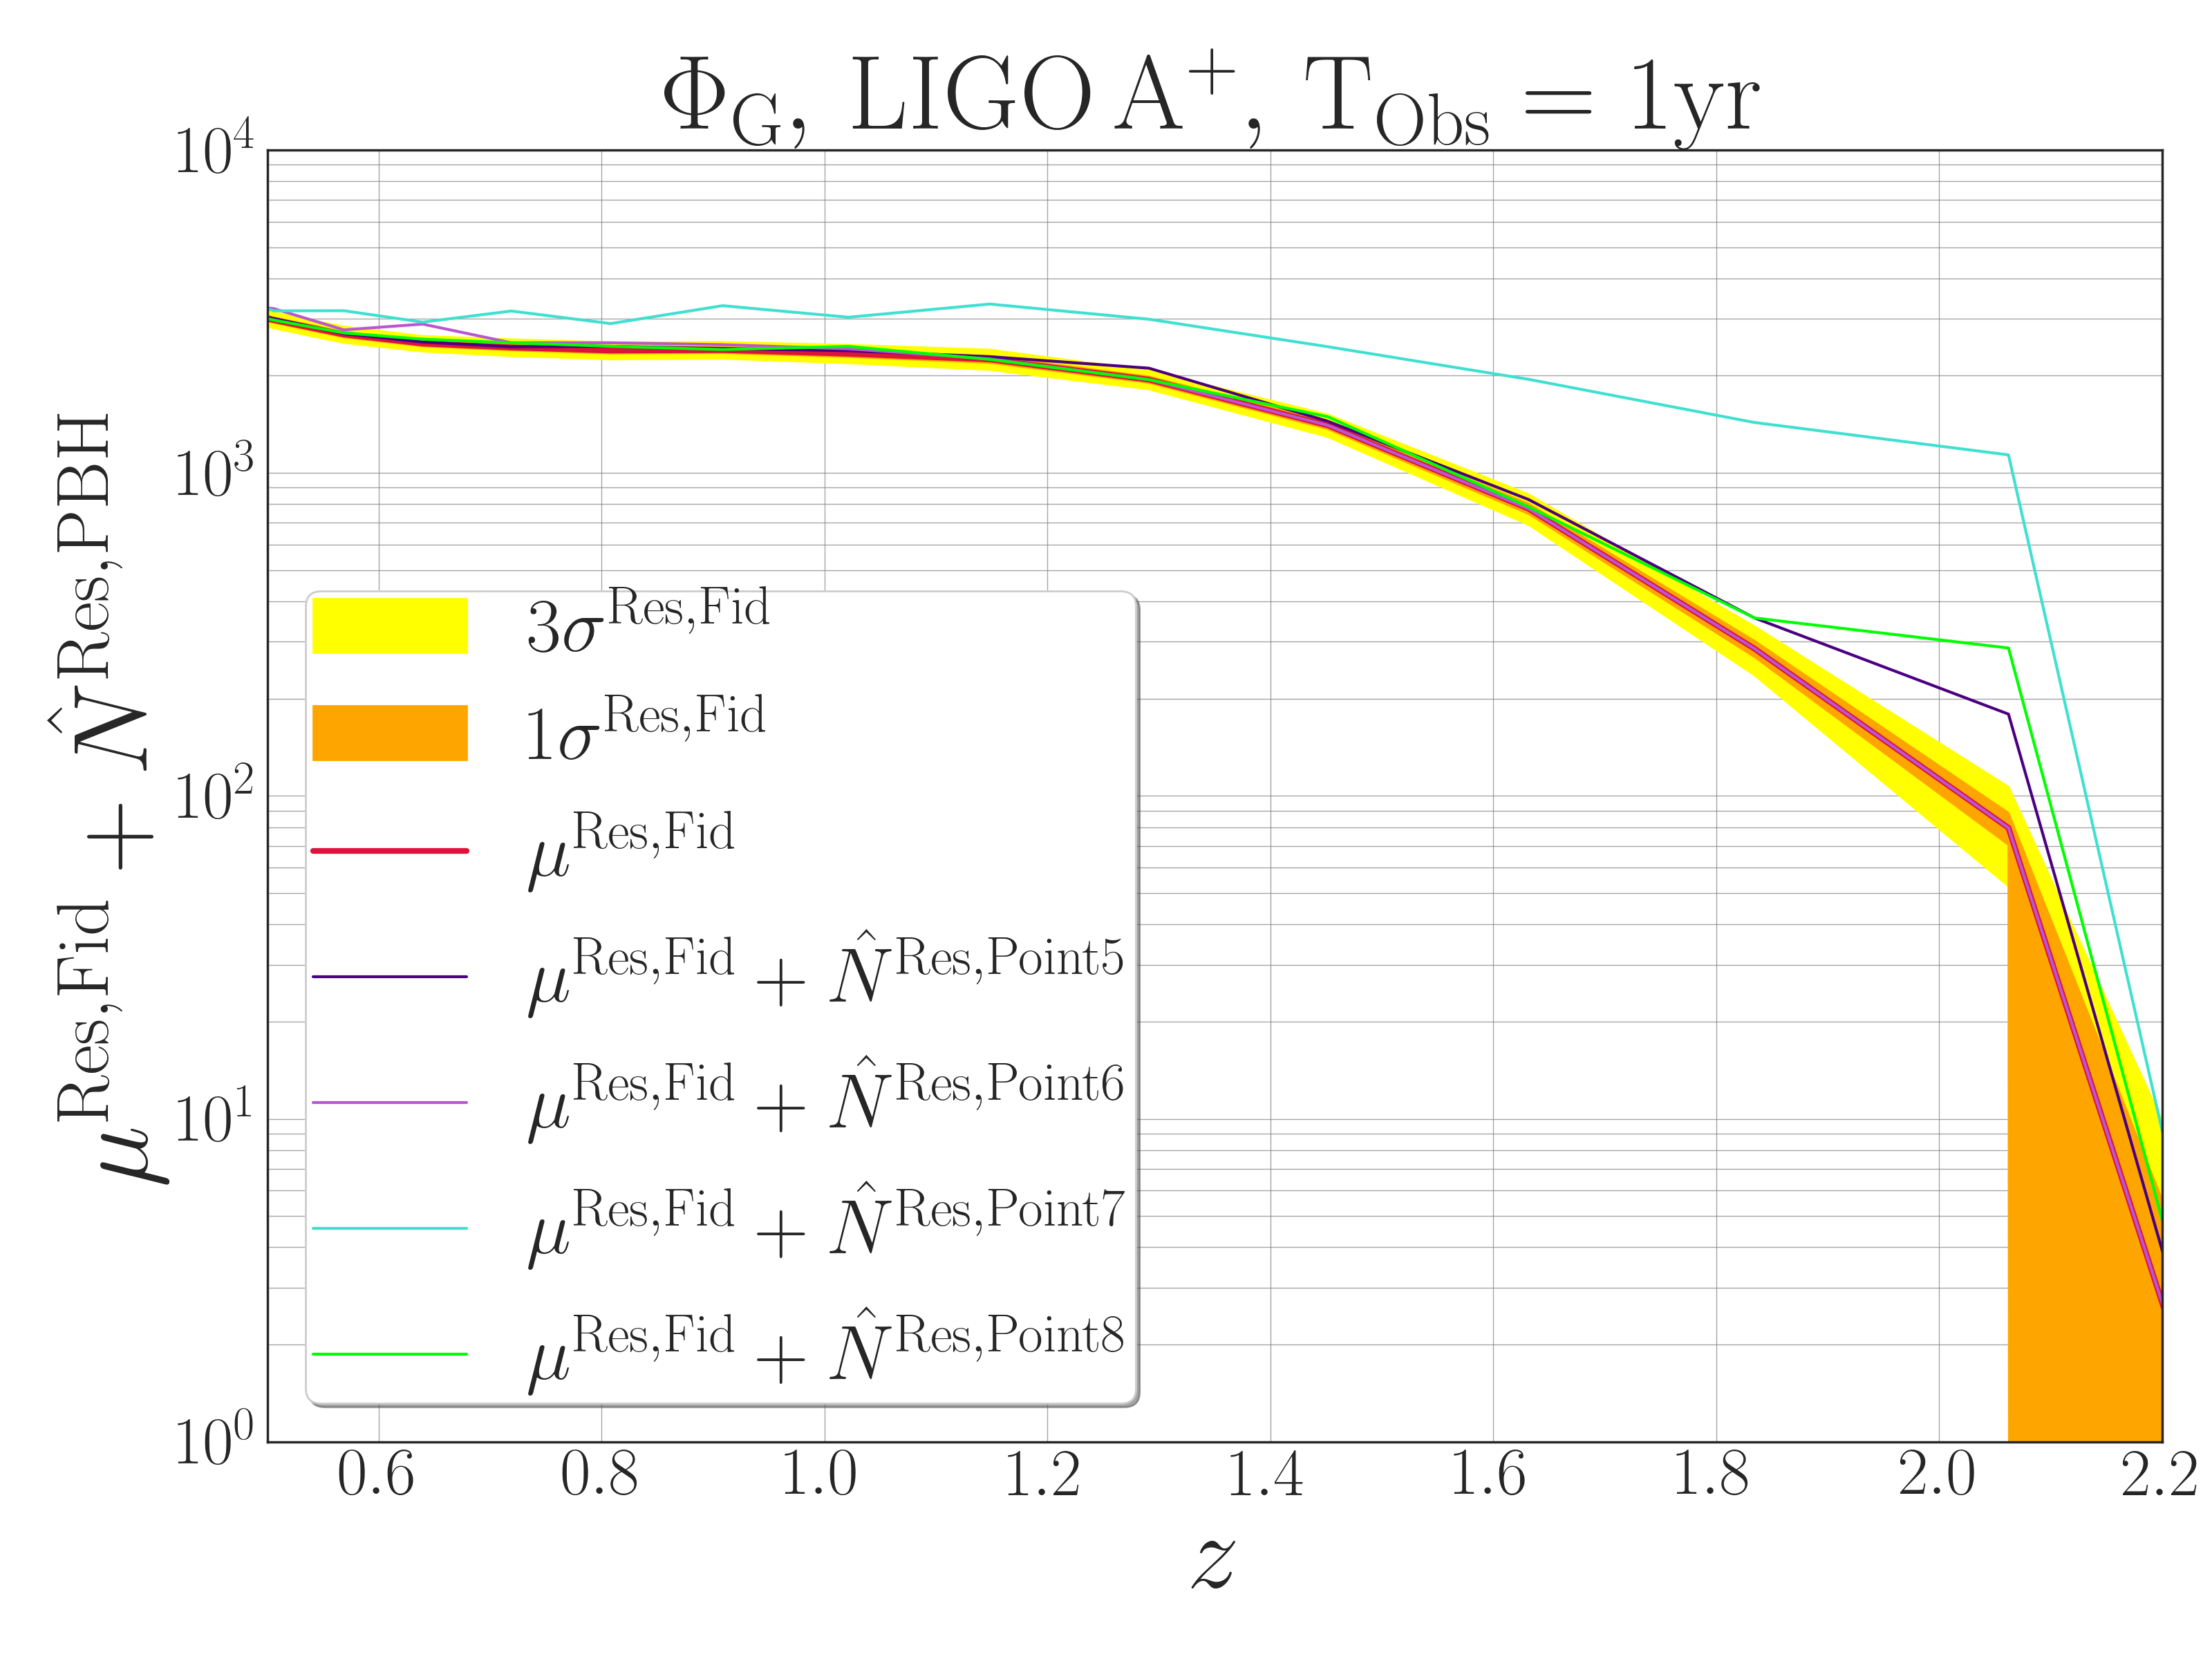 Φ_G, LIGO A^+, T_Obs = 1yr
μ^Res,Fid + N̂^Res,PBH
10^4
10^3
10^2
10^1
10^0
3σ^Res,Fid
1σ^Res,Fid
μ^Res,Fid
μ^Res,Fid + N̂^Res,Point5
μ^Res,Fid + N̂^Res,Point6
μ^Res,Fid + N̂^Res,Point7
μ^Res,Fid + N̂^Res,Point8
0.6 0.8 1.0 1.2 1.4 1.6 1.8 2.0 2.2
z